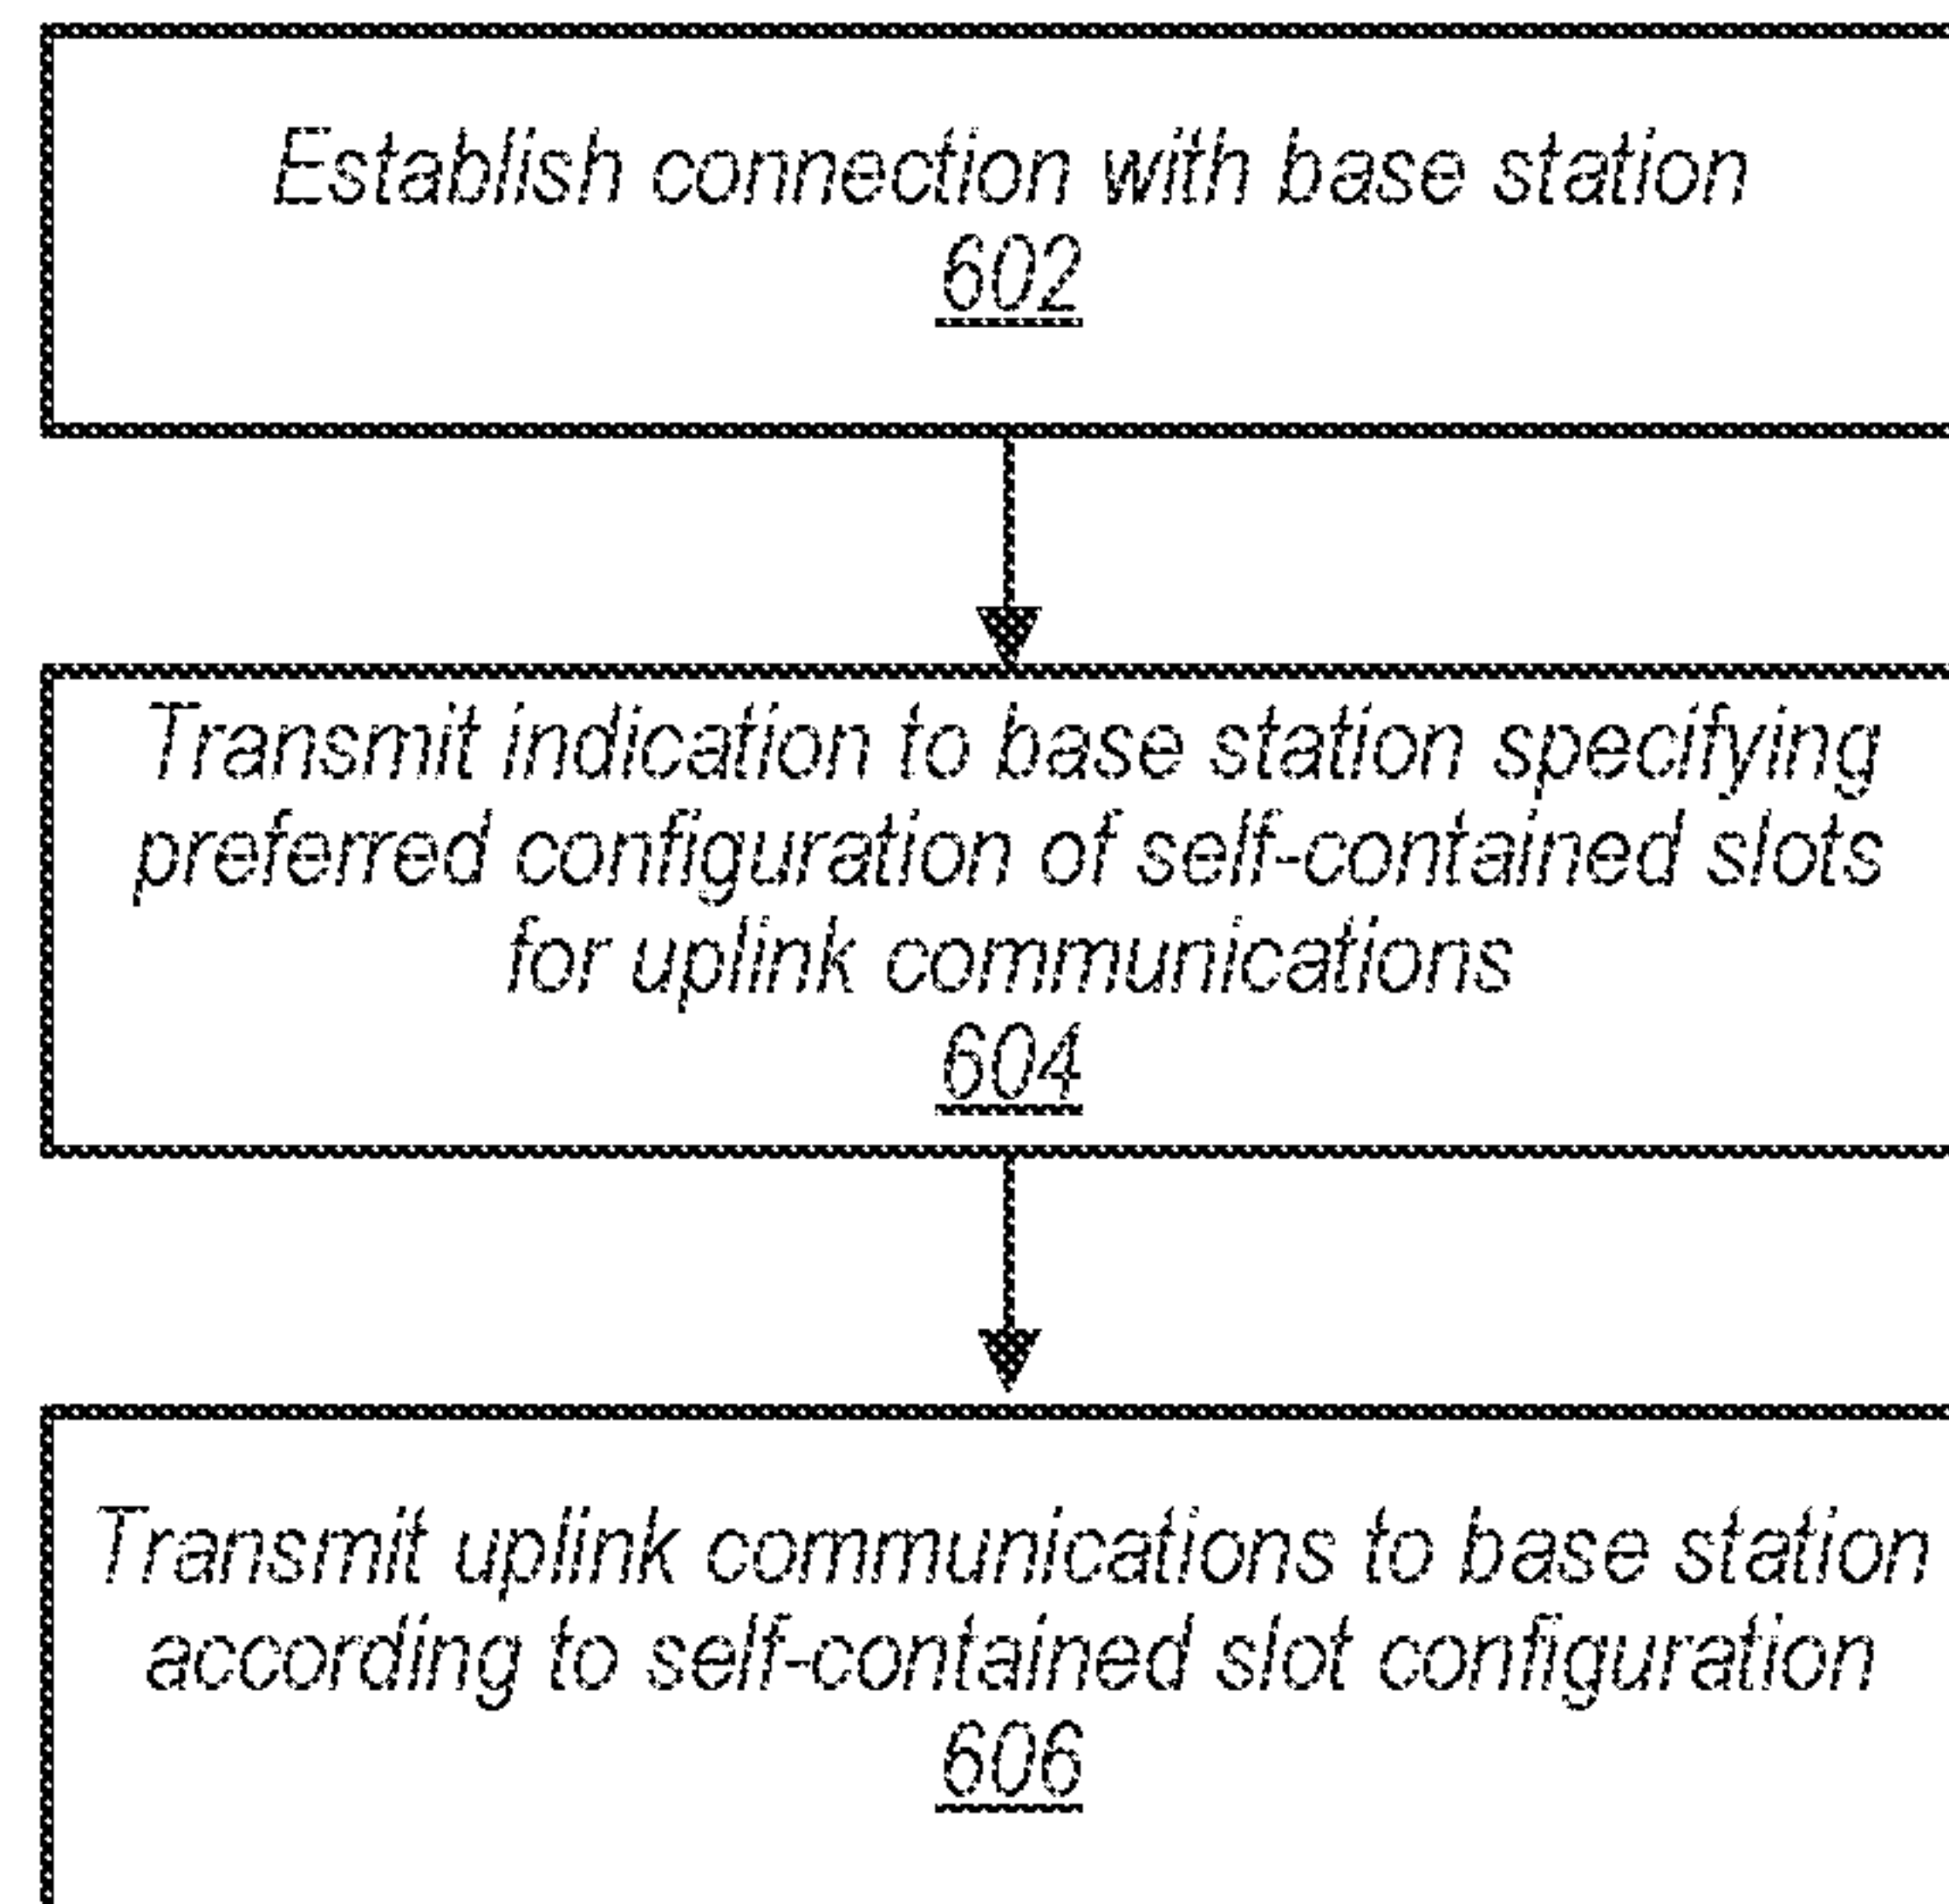 Establish connection with base station
602
Transmit indication to base station specifying
preferred configuration of self-contained slots
for uplink communications
604
Transmit uplink communications to base station
according to self-contained slot configuration
606